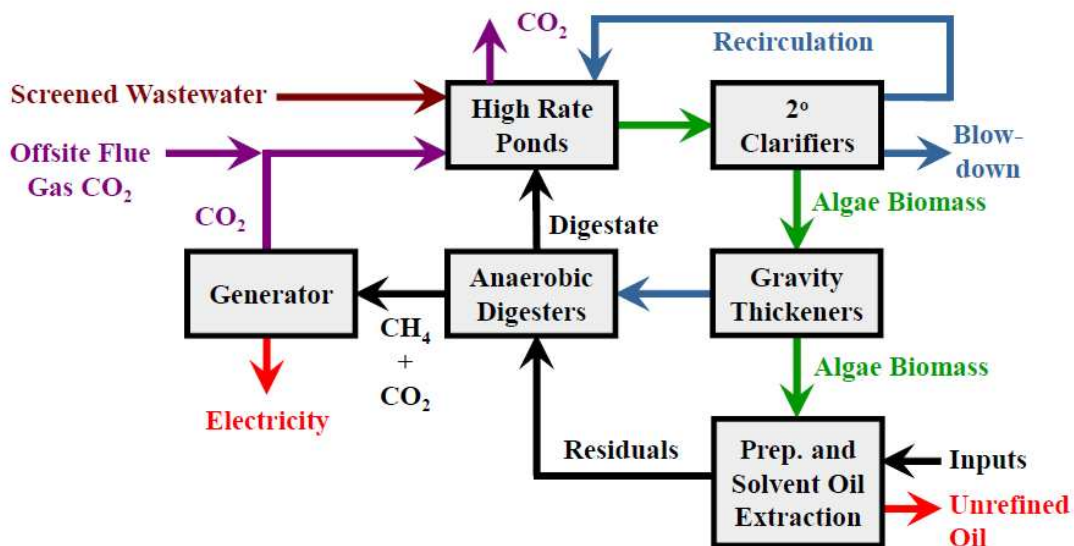 CO2
Recirculation
Screened Wastewater
High Rate
Ponds
2o
Clarifiers
Offsite Flue
Gas CO2
Blow-
down
CO2
Digestate
Algae Biomass
Generator
Anaerobic
Digesters
Gravity
Thickeners
CH4
+
CO2
Algae Biomass
Electricity
Residuals
Prep. and
Solvent Oil
Extraction
Inputs
Unrefined
Oil